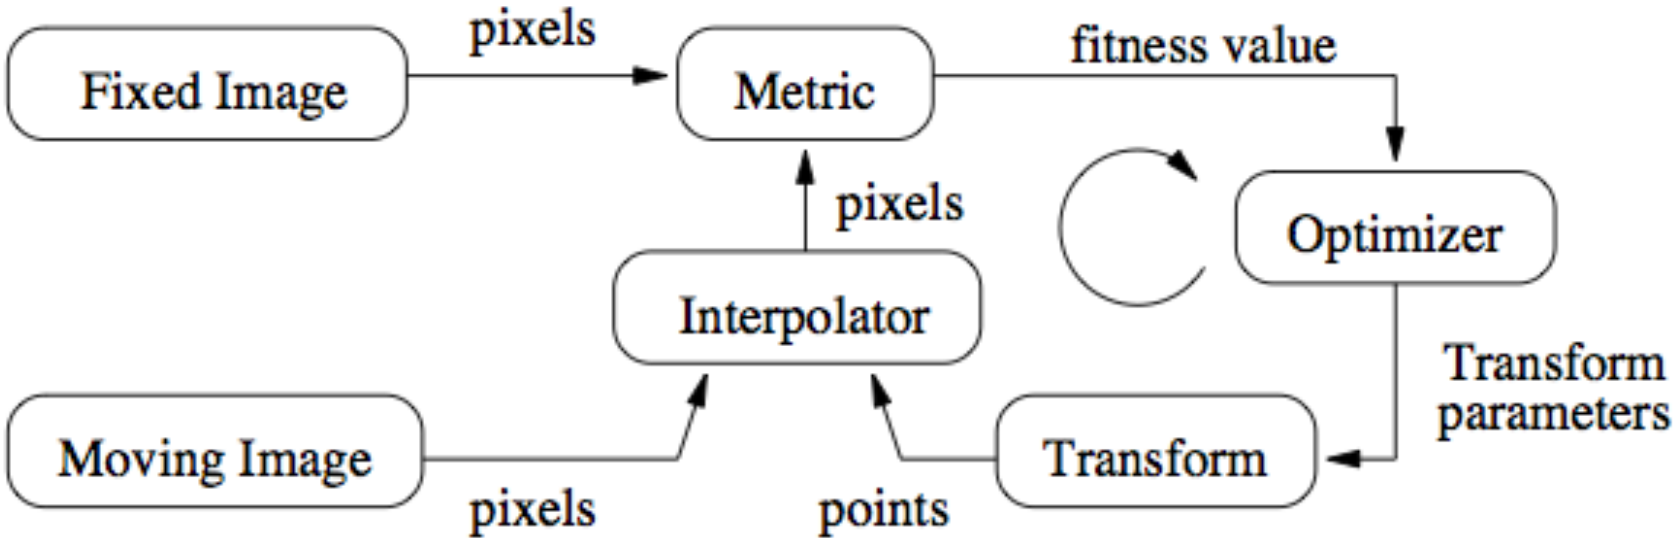 pixels
fitness value
Fixed Image
Metric
pixels
Optimizer
Interpolator
Transform
parameters
Moving Image
Transform
pixels
points